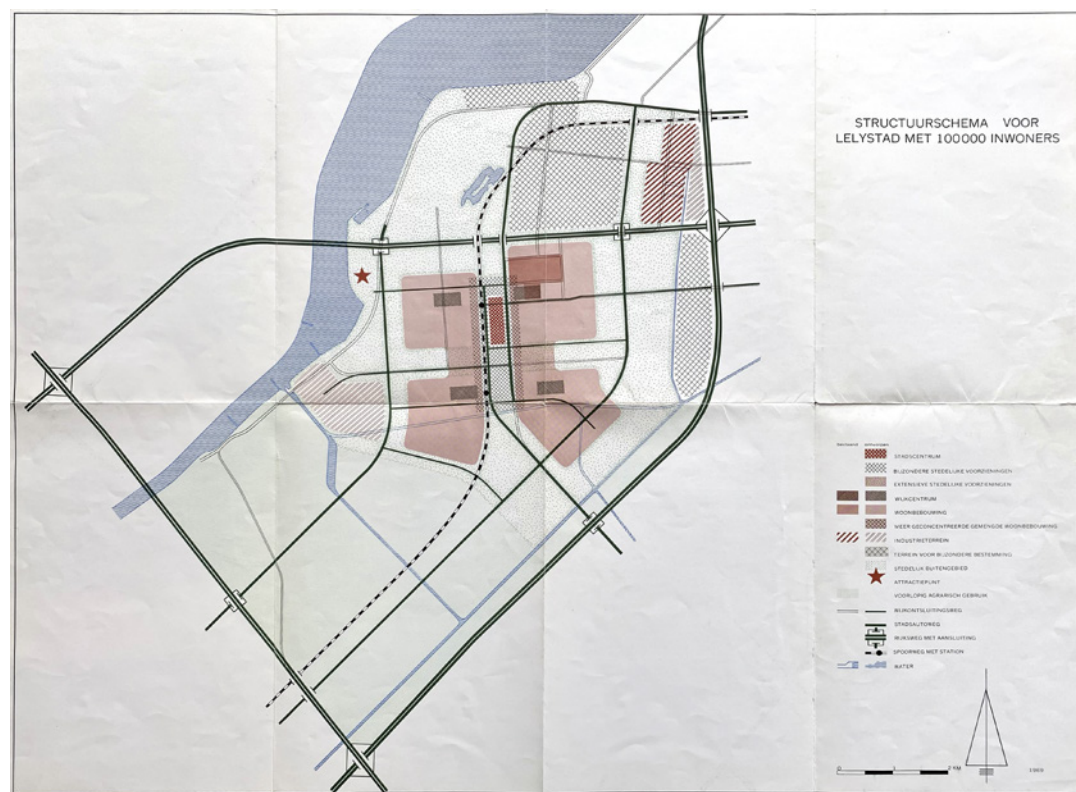 STRUCTUURSCHEMA VOOR
LELYSTAD MET 100000 INWONERS
STADSCENTRUM
BIJZONDERE STEDELIJKE VOORZIENINGEN
EXTENSIEVE STEDELIJKE VOORZIENINGEN
WIJKCENTRUM
WOONBEBOUWING
MEER GECONCENTREERDE GEMENGDE WOONBEBOUWING
INDUSTRIETERREIN
TERREIN VOOR BIJZONDERE BESTEMMING
STEDELIJK BUITENGEBIED
ATTRACTIEPUNT
VOORLOPIG AGRARISCH GEBRUIK
WIJKONTSLUITINGSWEG
STADSAUTOWEG
RIJKSWEG MET AANSLUITING
SPOORWEG MET STATION
WATER
0 1 2 KM